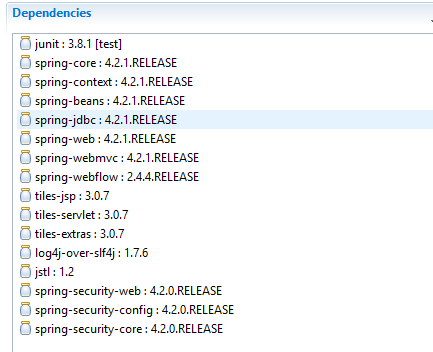 Dependencies
junit : 3.8.1 [test]
spring-core : 4.2.1.RELEASE
spring-context : 4.2.1.RELEASE
spring-beans : 4.2.1.RELEASE
spring-jdbc : 4.2.1.RELEASE
spring-web : 4.2.1.RELEASE
spring-webmvc : 4.2.1.RELEASE
spring-webflow : 2.4.4.RELEASE
tiles-jsp : 3.0.7
tiles-servlet : 3.0.7
tiles-extras : 3.0.7
log4j-over-slf4j : 1.7.6
jstl : 1.2
spring-security-web : 4.2.0.RELEASE
spring-security-config : 4.2.0.RELEASE
spring-security-core : 4.2.0.RELEASE